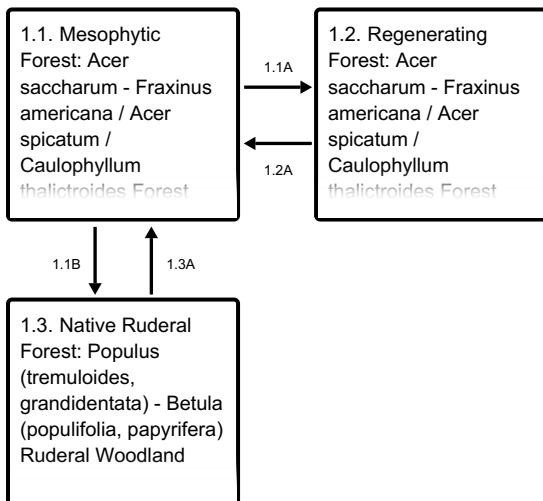 1.1. Mesophytic
Forest: Acer
saccharum - Fraxinus
americana / Acer
spicatum /
Caulophyllum
thalictroides Forest
1.1A
1.2A
1.2. Regenerating
Forest: Acer
saccharum - Fraxinus
americana / Acer
spicatum /
Caulophyllum
thalictroides Forest
1.1B
1.3A
1.3. Native Ruderal
Forest: Populus
(tremuloides,
grandidentata) - Betula
(populifolia, papyrifera)
Ruderal Woodland